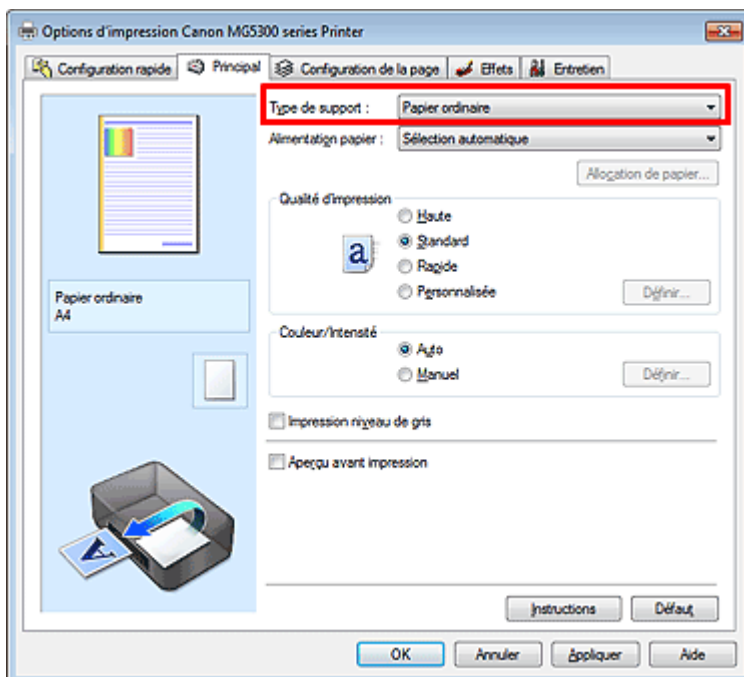 Options d'impression Canon MG5300 series Printer
Configuration rapide Principal Configuration de la page Effets Entretien
Type de support : Papier ordinaire
Alimentation papier : Sélection automatique
Allocation de papier...
Qualité d'impression
Haute
a Standard
Rapide
Personnalisée Définir...
Papier ordinaire
A4
Couleur/Intensité
Auto
Manuel Définir...
Impression niveau de gris
Aperçu avant impression
A
Instructions Défaut
OK Annuler Appliquer Aide